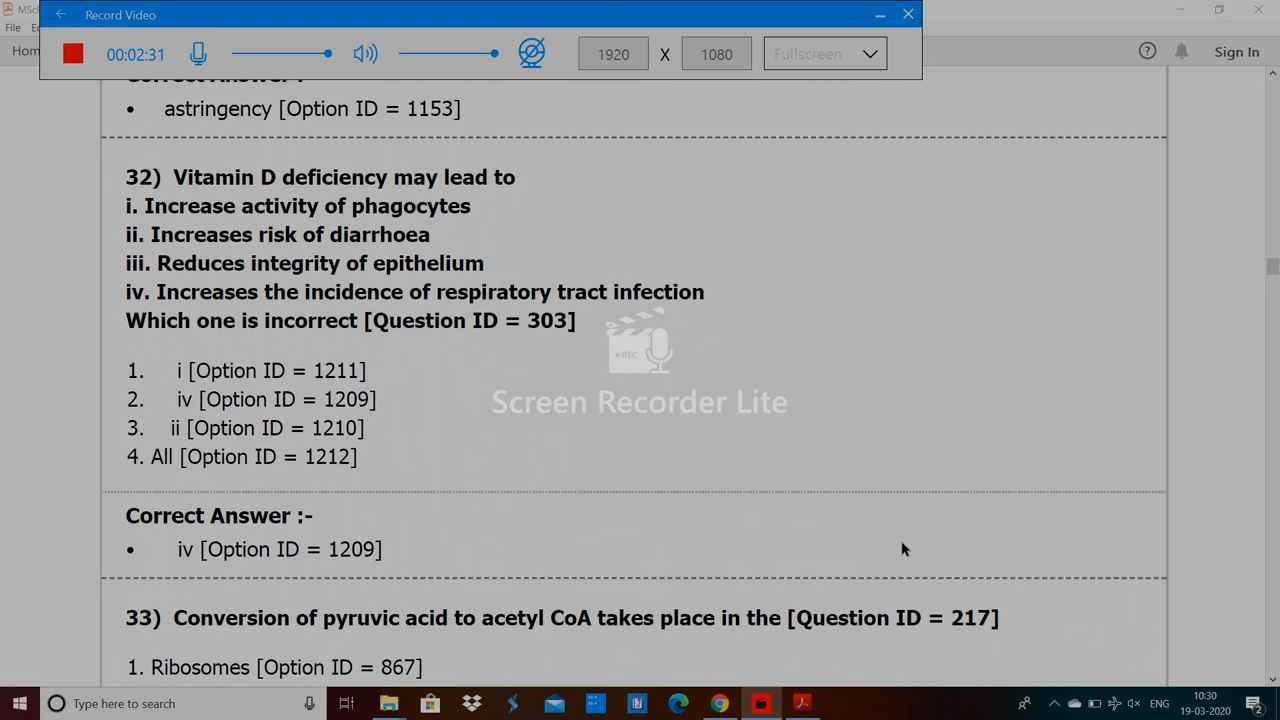 MSc
Record Video
File
Hom
00:02:31
1920 X 1080 Fullscreen
Sign In
Correct Answer :-
• astringency [Option ID = 1153]
32) Vitamin D deficiency may lead to
i. Increase activity of phagocytes
ii. Increases risk of diarrhoea
iii. Reduces integrity of epithelium
iv. Increases the incidence of respiratory tract infection
Which one is incorrect [Question ID = 303]
1. i [Option ID = 1211]
2. iv [Option ID = 1209]
3. ii [Option ID = 1210]
4. All [Option ID = 1212]
• REC
Screen Recorder Lite
Correct Answer :-
• iv [Option ID = 1209]
33) Conversion of pyruvic acid to acetyl CoA takes place in the [Question ID = 217]
1. Ribosomes [Option ID = 867]
Type here to search
ENG
10:30
19-03-2020
2